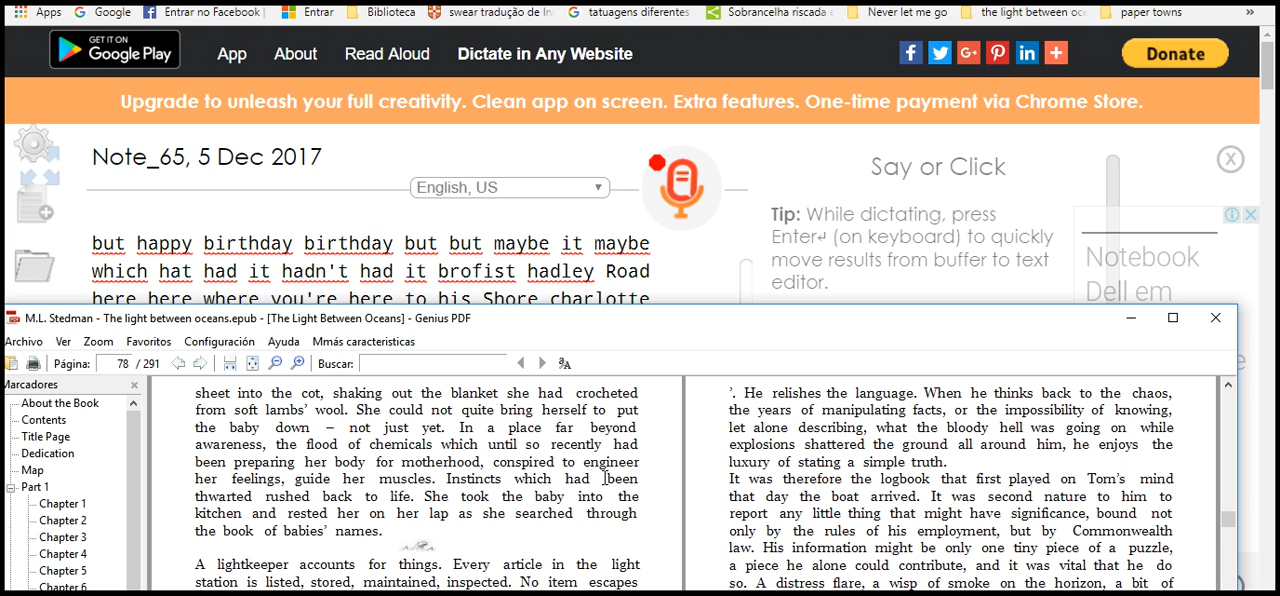 Apps
Google
Entrar no Facebook
Entrar
Biblioteca
swear tradução de In
tatuagens diferentes
Sobrancelha riscada c
Never let me go
the light between oce
paper towns
»
GET IT ON
Google Play
App
About
Read Aloud
Dictate in Any Website
Donate
Upgrade to unleash your full creativity. Clean app on screen. Extra features. One-time payment via Chrome Store.
Note_65, 5 Dec 2017
English, US
Say or Click
Tip: While dictating, press
Enter↵ (on keyboard) to quickly
move results from buffer to text
editor.
Notebook
Dell em
but happy birthday birthday but but maybe it maybe
which hat had it hadn't had it brofist hadley Road
here here where you're here to his Shore charlotte
M.L. Stedman - The light between oceans.epub - [The Light Between Oceans] - Genius PDF
Archivo Ver Zoom Favoritos Configuración Ayuda Mmás caracteristicas
Página: 78 / 291
Buscar:
Marcadores
About the Book
Contents
Title Page
Dedication
Map
Part 1
Chapter 1
Chapter 2
Chapter 3
Chapter 4
Chapter 5
Chapter 6
sheet into the cot, shaking out the blanket she had crocheted
from soft lambs' wool. She could not quite bring herself to put
the baby down – not just yet. In a place far beyond
awareness, the flood of chemicals which until so recently had
been preparing her body for motherhood, conspired to engineer
her feelings, guide her muscles. Instincts which had been
thwarted rushed back to life. She took the baby into the
kitchen and rested her on her lap as she searched through
the book of babies' names.
A lightkeeper accounts for things. Every article in the light
station is listed, stored, maintained, inspected. No item escapes
'. He relishes the language. When he thinks back to the chaos,
the years of manipulating facts, or the impossibility of knowing,
let alone describing, what the bloody hell was going on while
explosions shattered the ground all around him, he enjoys the
luxury of stating a simple truth.
It was therefore the logbook that first played on Tom's mind
that day the boat arrived. It was second nature to him to
report any little thing that might have significance, bound not
only by the rules of his employment, but by Commonwealth
law. His information might be only one tiny piece of a puzzle,
a piece he alone could contribute, and it was vital that he do
so. A distress flare, a wisp of smoke on the horizon, a bit of